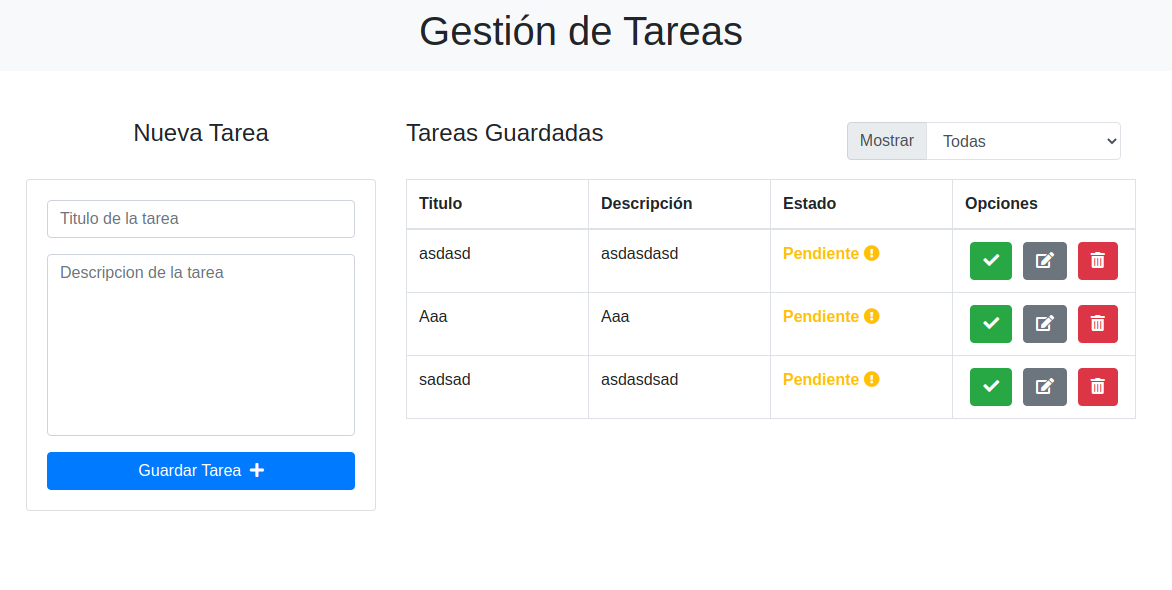 Gestión de Tareas
Nueva Tarea
Titulo de la tarea
Descripcion de la tarea
Guardar Tarea
Tareas Guardadas
Mostrar Todas
Titulo Descripción Estado Opciones
asdasd asdasdasd Pendiente
Aaa Aaa Pendiente
sadsad asdasdsad Pendiente